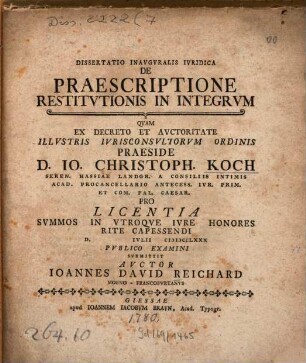 Diss. 2222 (7
DISSERTATIO INAVGVRALIS IVRIDICA
DE
PRAESCRIPTIONE
RESTITVTIONIS IN INTEGRVM
QVAM
EX DECRETO ET AVCTORITATE
ILLVSTRIS IVRISCONSVLTORVM ORDINIS
PRAESIDE
D. IO. CHRISTOPH. KOCH
SEREN. HASSIAE LANDGR. A CONSILIIS INTIMIS
ACAD. PROCANCELLARIO ANTECESS. IVR. PRIM.
ET COM. PAL. CAESAR.
PRO
LICENTIA
SVMMOS IN VTROQVE IVRE HONORES
RITE CAPESSENDI
D. IVLII CIƆIƆCCLXXX
PVBLICO EXAMINI
SVBMITTIT
AVCTOR
IOANNES DAVID REICHARD
MOENO-FRANCOFVRTANVS
GIESSAE
apud IOANNEM IACOBVM BRAVN, Acad. Typogr.
1780.